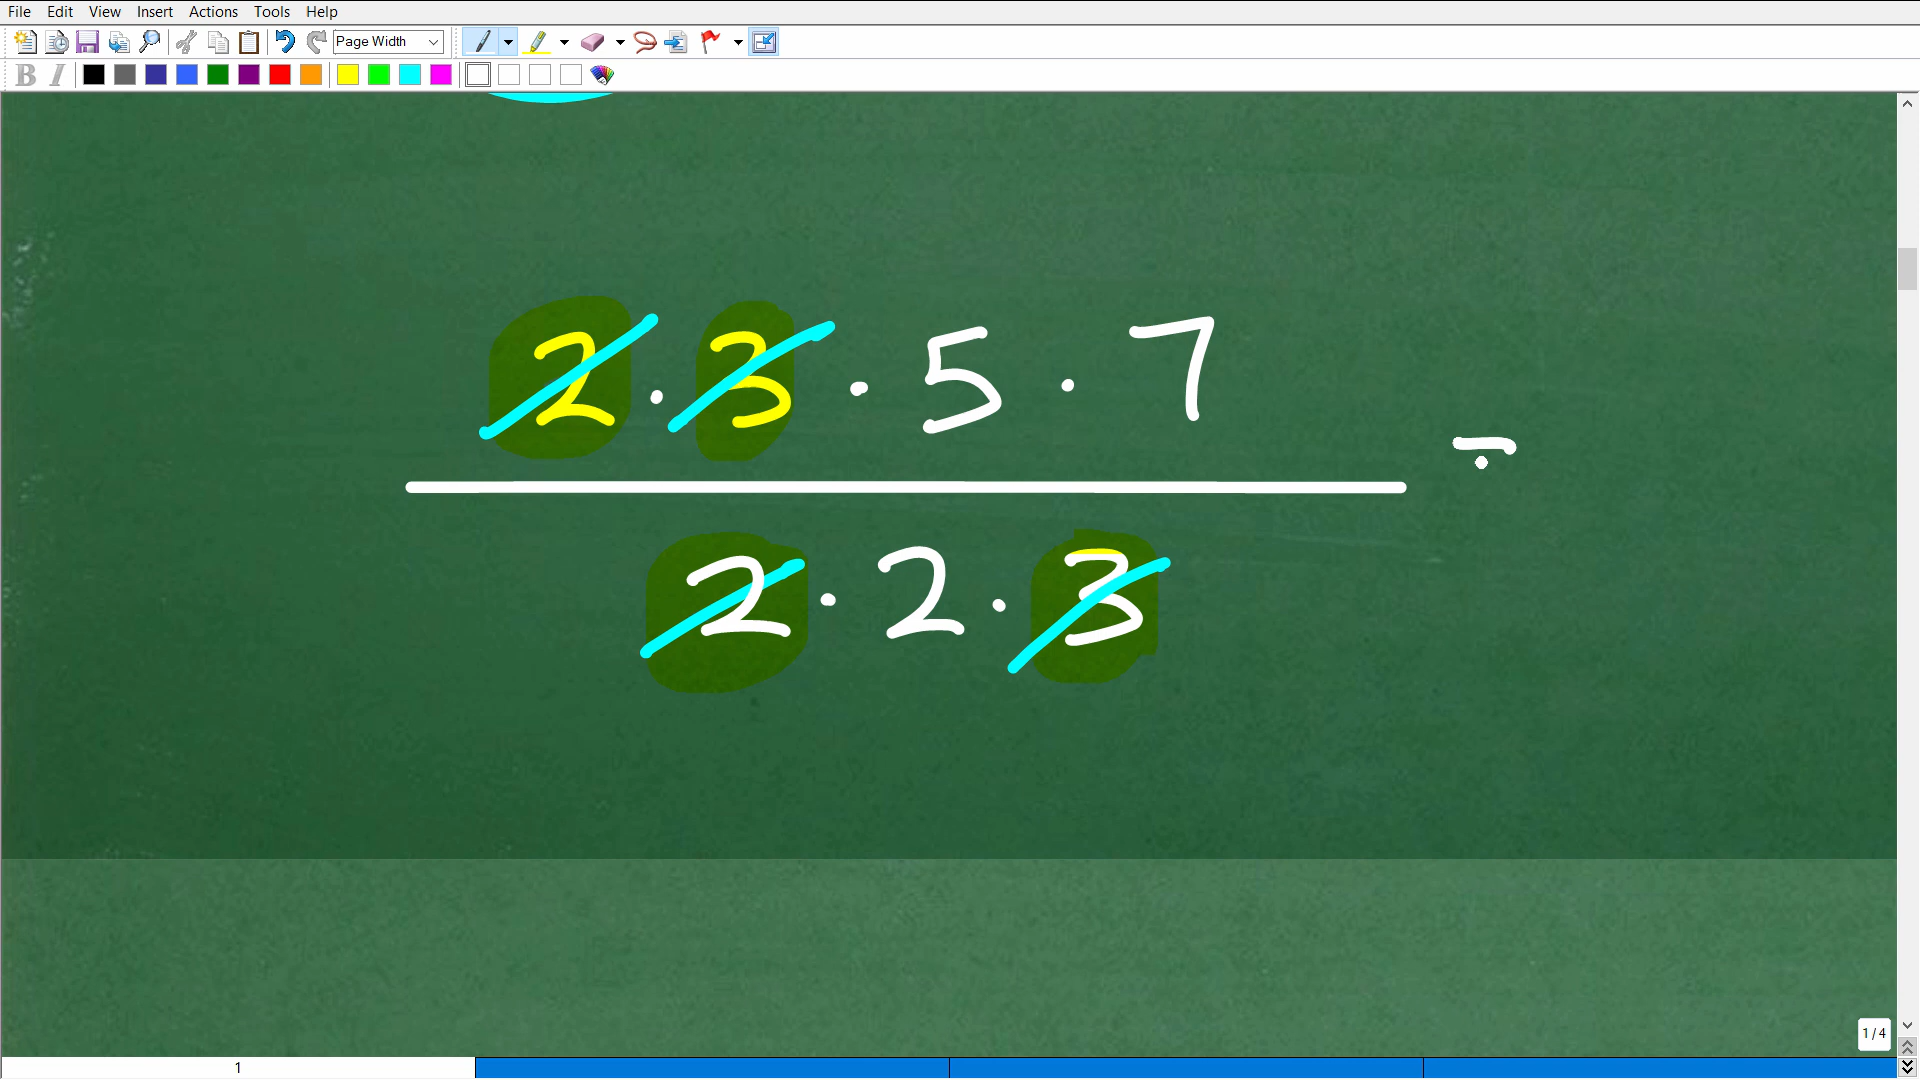 File Edit View Insert Actions Tools Help
Page Width
B I
2 · 3 · 5 · 7
2 · 2 · 3
1 / 4
1